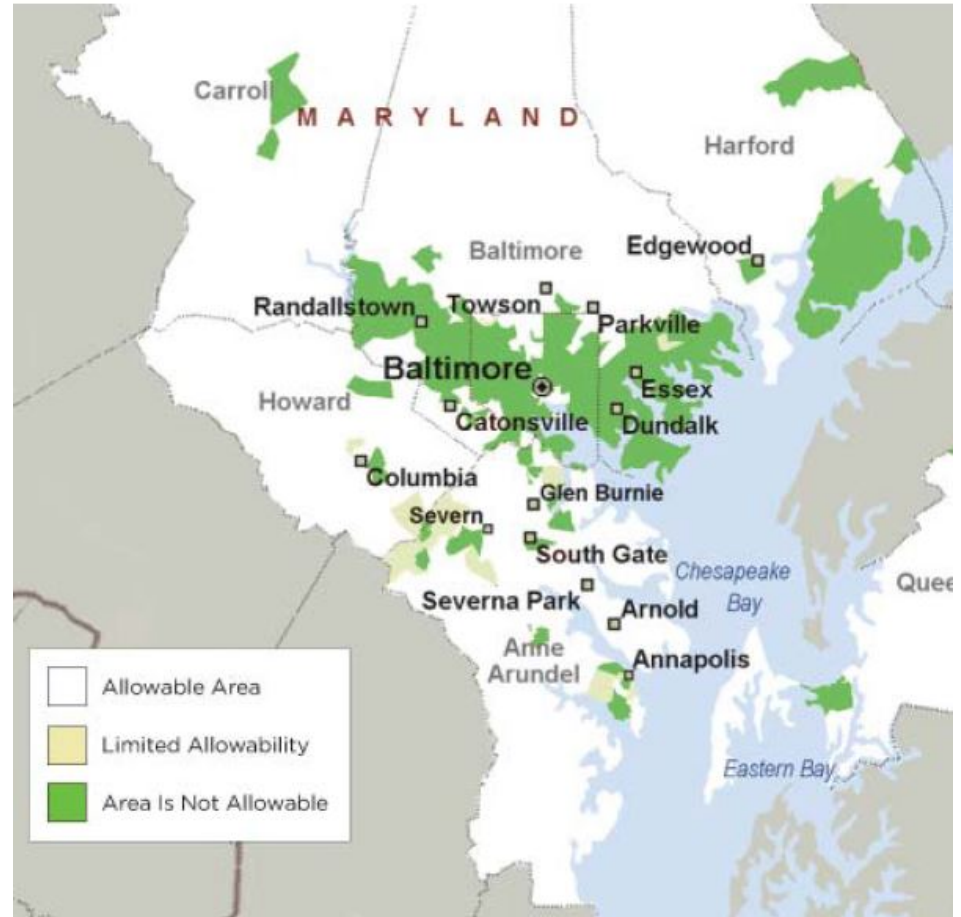 Carroll
MARYLAND
Harford
Baltimore
Edgewood
Randallstown
Towson
Parkville
Baltimore
Essex
Howard
Catonsville
Dundalk
Columbia
Glen Burnie
Severn
South Gate
Chesapeake
Bay
Quee
Severna Park
Arnold
Anne
Arundel
Annapolis
Eastern Bay
Allowable Area
Limited Allowability
Area Is Not Allowable